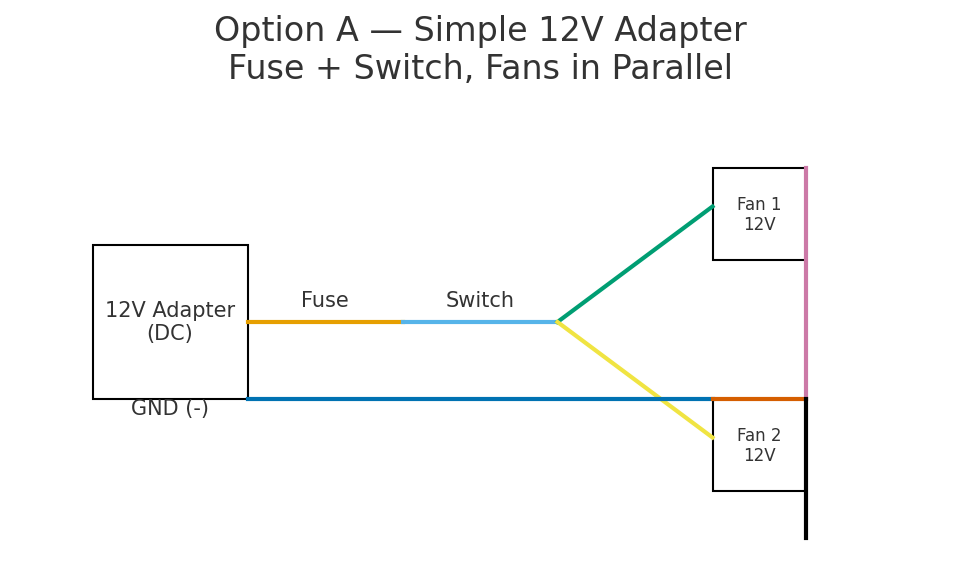 Option A — Simple 12V Adapter
Fuse + Switch, Fans in Parallel
Fan 1
12V
12V Adapter
(DC)
Fuse
Switch
GND (-)
Fan 2
12V